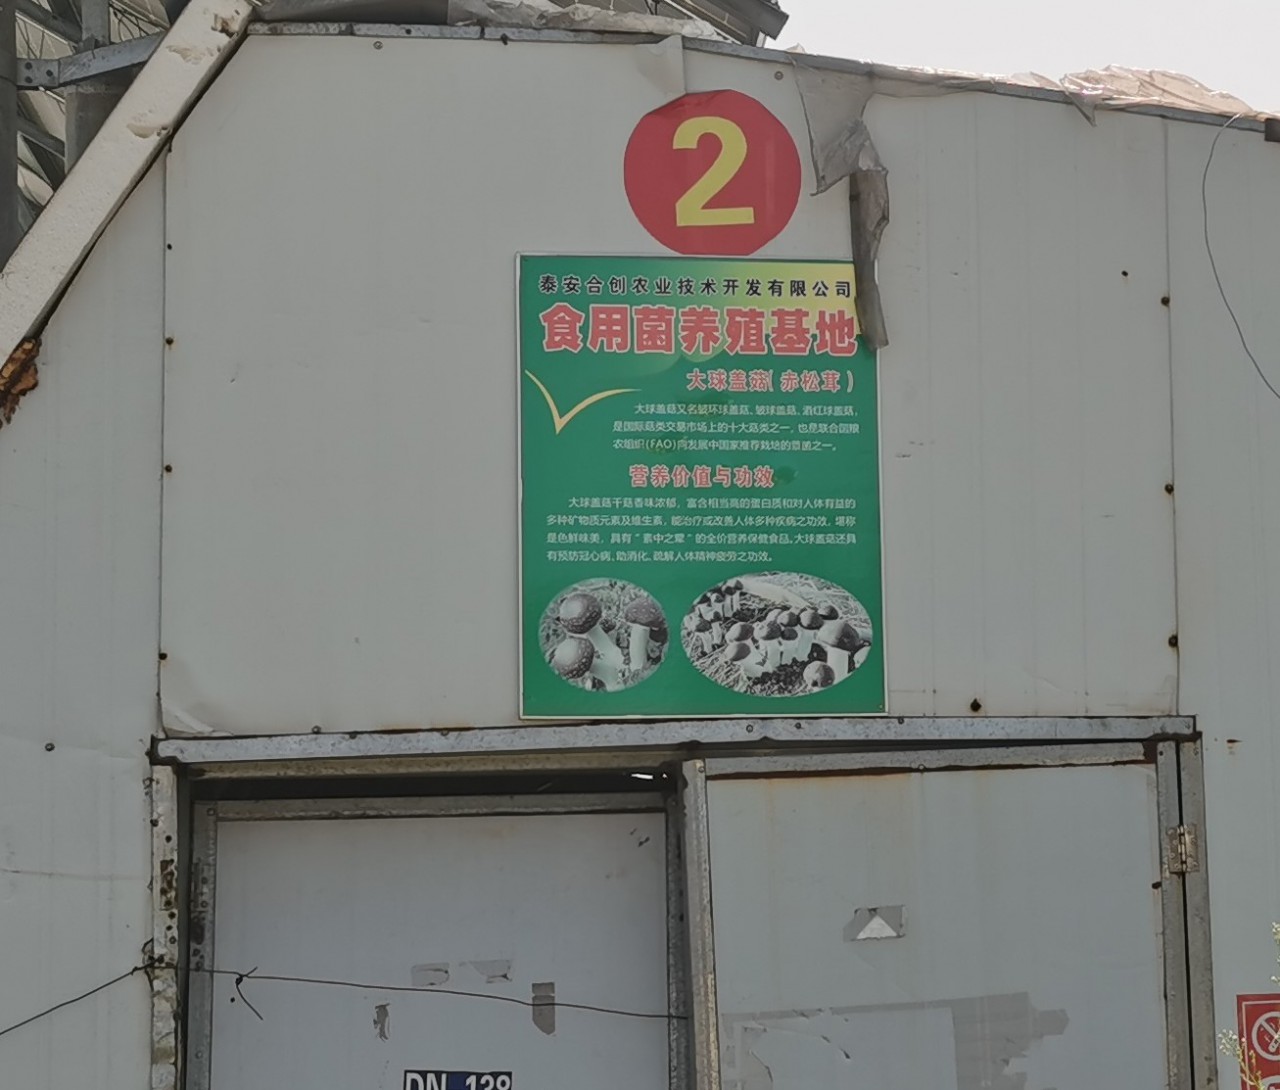 2
泰安合创农业技术开发有限公司
食用菌养殖基地
大球盖菇(赤松茸)
大球盖菇又名皱环球盖菇、皱球盖菇、酒红球盖菇,
是国际菇类交易市场上的十大菇类之一，也是联合国粮
农组织(FAO)向发展中国家推荐栽培的蕈菌之一。
营养价值与功效
大球盖菇干菇香味浓郁，富含相当高的蛋白质和对人体有益的
多种矿物质元素及维生素，能治疗或改善人体多种疾病之功效，堪称
是色鲜味美，具有“素中之荤”的全价营养保健食品。大球盖菇还具
有预防冠心病、助消化、疏解人体精神疲劳之功效。
DN 138